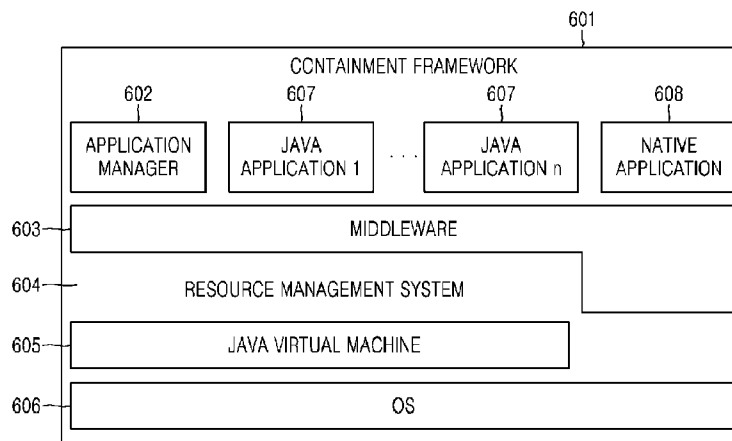 601
CONTAINMENT FRAMEWORK
602
607
607
608
APPLICATION
MANAGER
JAVA
APPLICATION 1
. . .
JAVA
APPLICATION n
NATIVE
APPLICATION
603
MIDDLEWARE
604
RESOURCE MANAGEMENT SYSTEM
605
JAVA VIRTUAL MACHINE
606
OS